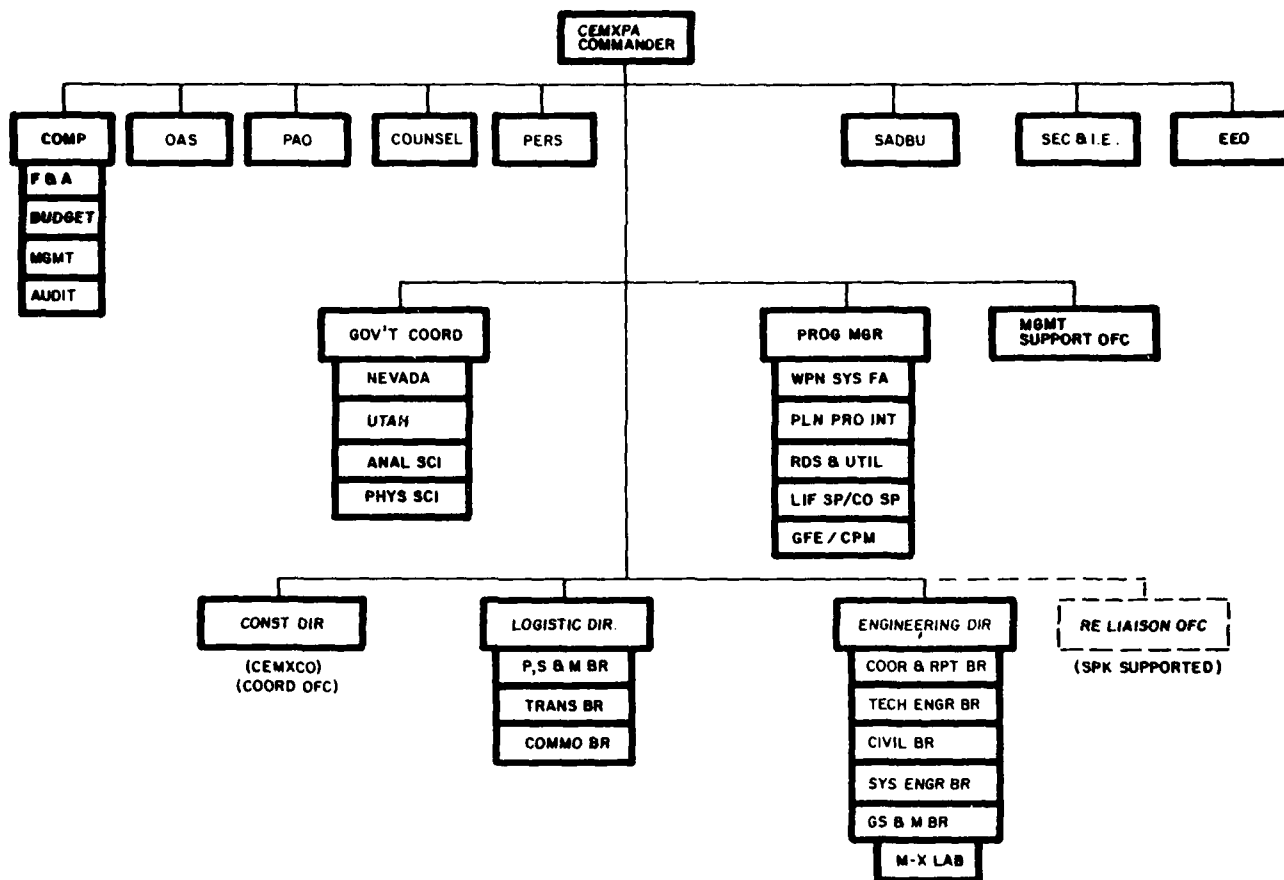 CEMXPA
COMMANDER
COMP
OAS
PAO
COUNSEL
PERS
SADBU
SEC & I.E.
EEO
F & A
BUDGET
MGMT
AUDIT
GOV'T COORD
NEVADA
UTAH
ANAL SCI
PHYS SCI
PROG MGR
WPN SYS FA
PLN PRO INT
RDS & UTIL
LIF SP/CO SP
GFE / CPM
MGMT
SUPPORT OFC
CONST DIR
(CEMXCO)
(COORD OFC)
LOGISTIC DIR.
P,S & M BR
TRANS BR
COMMO BR
ENGINEERING DIR
COOR & RPT BR
TECH ENGR BR
CIVIL BR
SYS ENGR BR
GS & M BR
M-X LAB
RE LIAISON OFC
(SPK SUPPORTED)